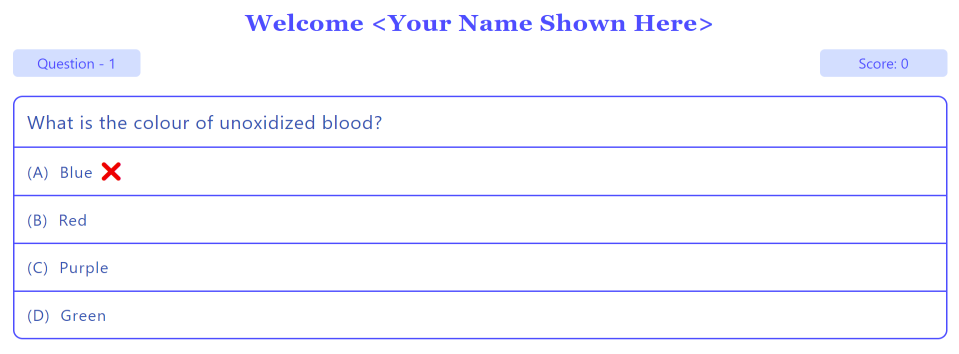 Welcome <Your Name Shown Here>
Question - 1
Score: 0
What is the colour of unoxidized blood?
(A) Blue
(B) Red
(C) Purple
(D) Green